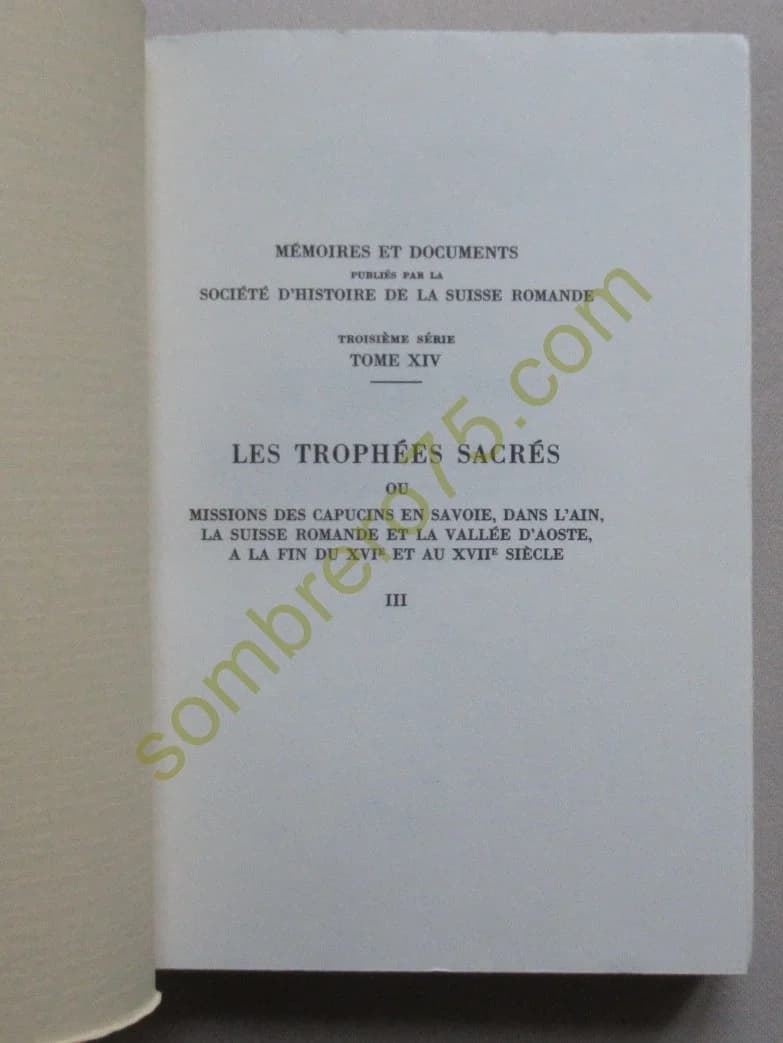 MÉMOIRES ET DOCUMENTS
PUBLIÉS PAR LA
SOCIÉTÉ D'HISTOIRE DE LA SUISSE ROMANDE
TROISIÈME SÉRIE
TOME XIV
LES TROPHÉES SACRÉS
OU
MISSIONS DES CAPUCINS EN SAVOIE, DANS L'AIN,
LA SUISSE ROMANDE ET LA VALLÉE D'AOSTE,
A LA FIN DU XVIE ET AU XVIIE SIÈCLE
III
sombrero75.com